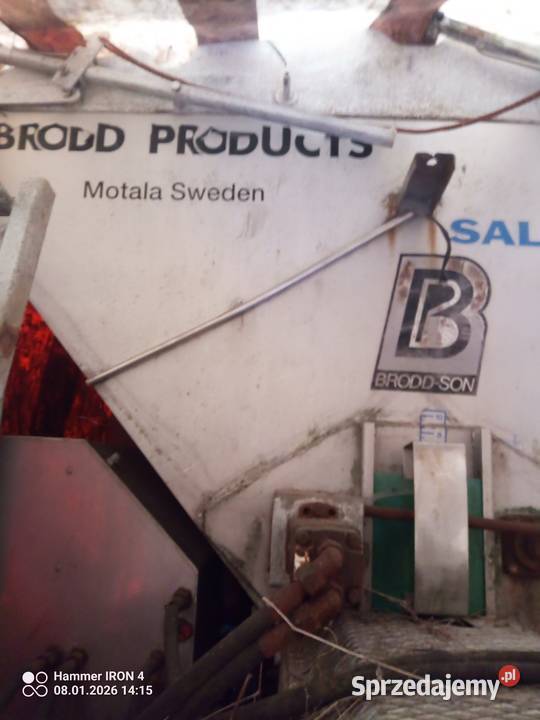 BRODD PRODUCTS
Motala Sweden
SAL
BRODD-SON
Hammer IRON 4
08.01.2026 14:15
Sprzedajemy.pl